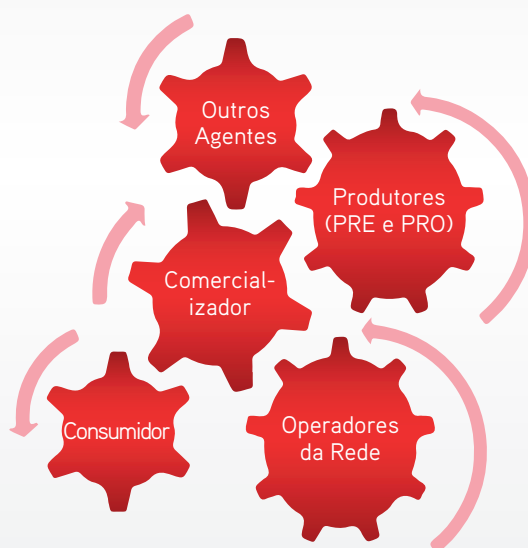 Outros
Agentes
Produtores
(PRE e PRO)
Comercial-
izador
Consumidor
Operadores
da Rede